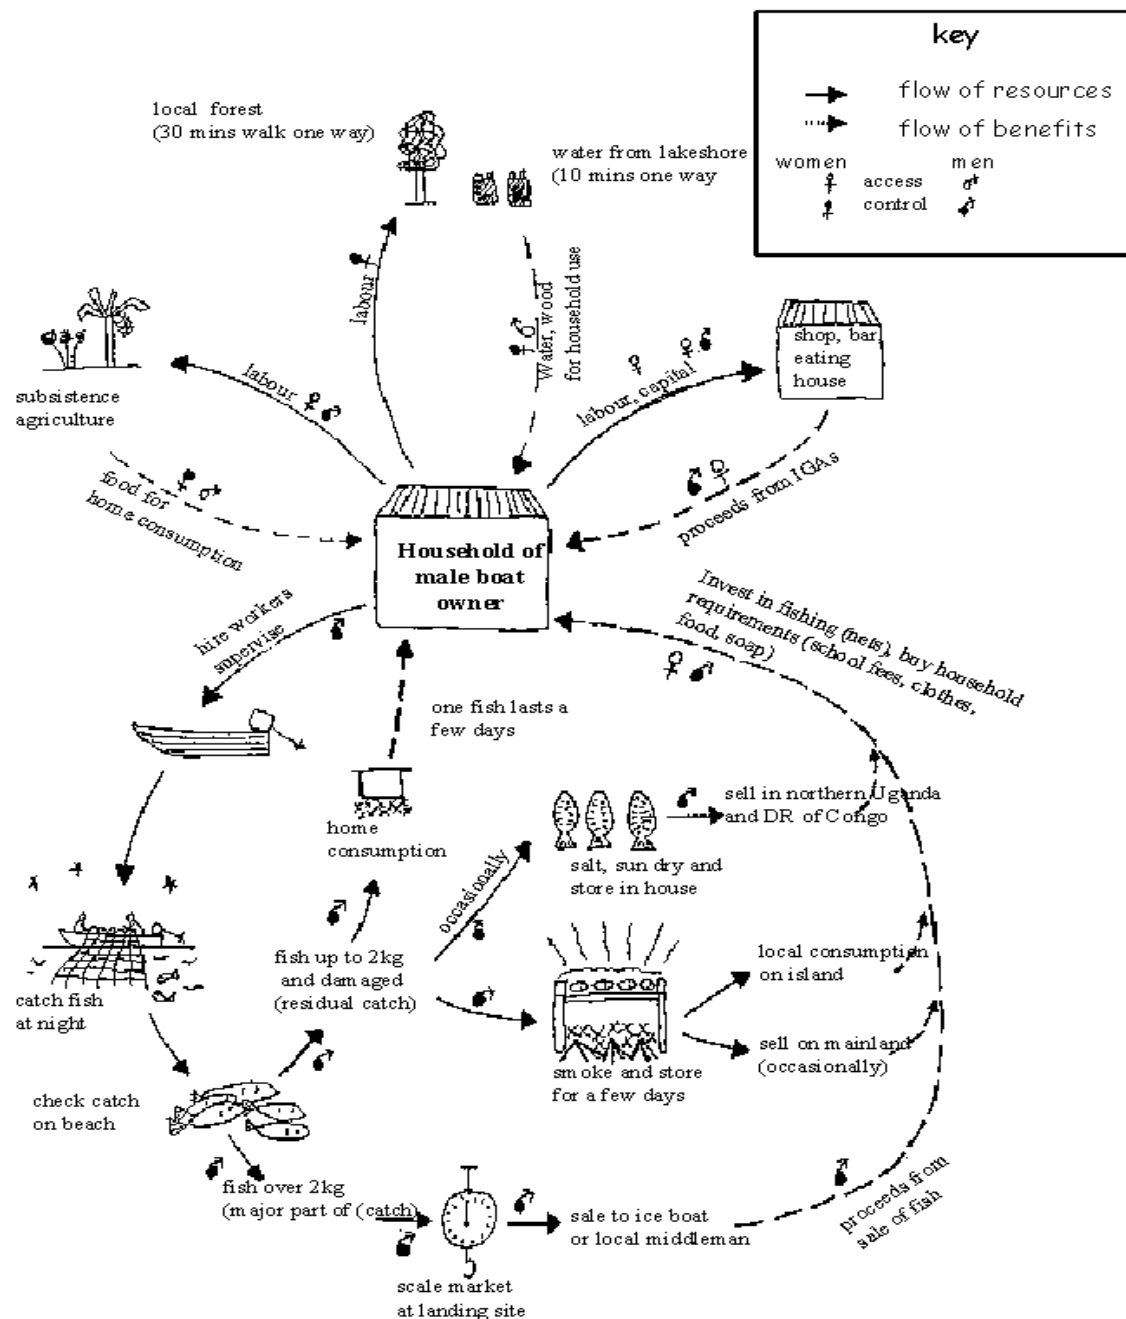 key
flow of resources
flow of benefits
women
men
access
control
local forest
(30 mins walk one way)
water from lakeshore
(10 mins one way
labour
Water, wood
for household use
shop, bar,
eating
house
labour, capital
labour
subsistence
agriculture
food for
home consumption
proceeds from IGAs
Household of
male boat
owner
hire workers
supervise
Invest in fishing (nets), buy household
requirements (school fees, clothes,
food, soap)
one fish lasts a
few days
home
consumption
occasionally
sell in northern Uganda
and DR of Congo
salt, sun dry and
store in house
fish up to 2kg
and damaged
(residual catch)
local consumption
on island
catch fish
at night
sell on mainland
(occasionally)
smoke and store
for a few days
check catch
on beach
fish over 2kg
(major part of (catch)
sale to ice boat
or local middleman
proceeds from
sale of fish
scale market
at landing site